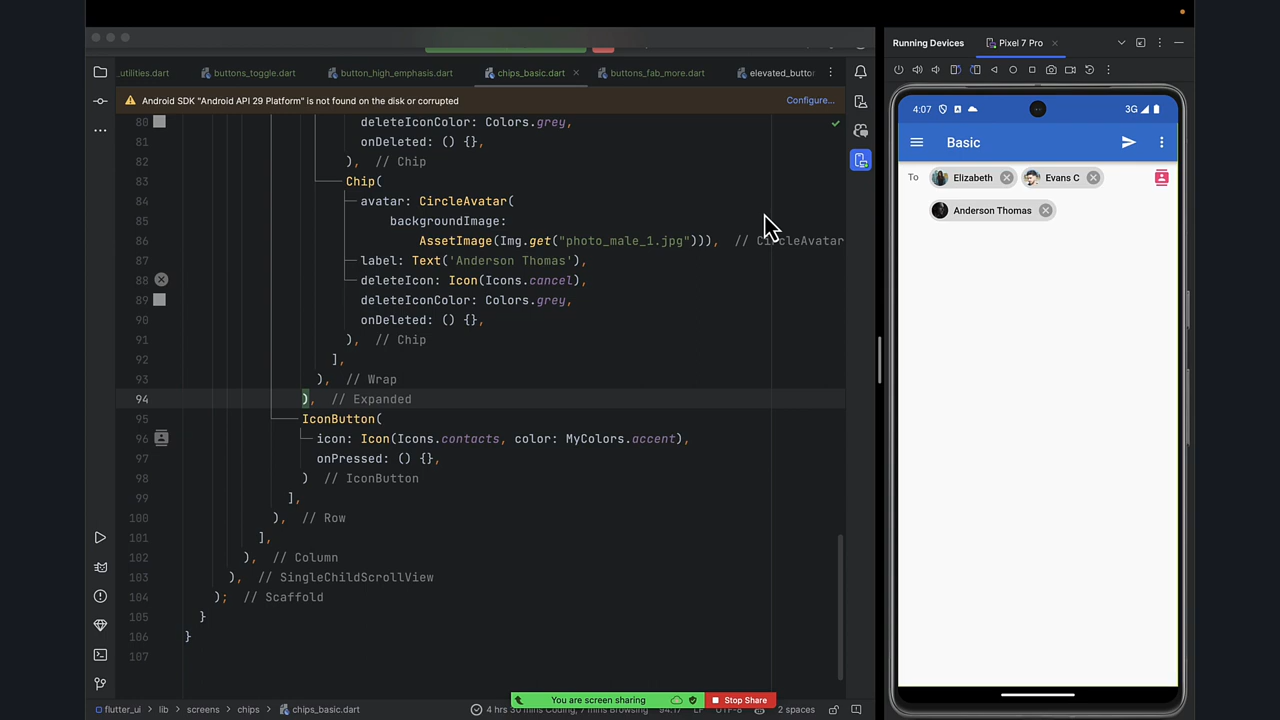 _utilities.dart
buttons_toggle.dart
button_high_emphasis.dart
chips_basic.dart
buttons_fab_more.dart
elevated_butto
Android SDK "Android API 29 Platform" is not found on the disk or corrupted
Configure...
80 deleteIconColor: Colors.grey,
81 onDeleted: () {},
82 ), // Chip
83 Chip(
84 avatar: CircleAvatar(
85 backgroundImage:
86 AssetImage(Img.get("photo_male_1.jpg"))), // CircleAvatar
87 label: Text('Anderson Thomas'),
88 deleteIcon: Icon(Icons.cancel),
89 deleteIconColor: Colors.grey,
90 onDeleted: () {},
91 ), // Chip
92 ],
93 ), // Wrap
94 ), // Expanded
95 IconButton(
96 icon: Icon(Icons.contacts, color: MyColors.accent),
97 onPressed: () {},
98 ) // IconButton
99 ],
100 ), // Row
101 ],
102 ), // Column
103 ), // SingleChildScrollView
104 ); // Scaffold
105 }
106 }
107
You are screen sharing
Stop Share
flutter_ui > lib > screens > chips > chips_basic.dart
2 spaces
Running Devices
Pixel 7 Pro
4:07
3G
Basic
To
Elizabeth
Evans C
Anderson Thomas